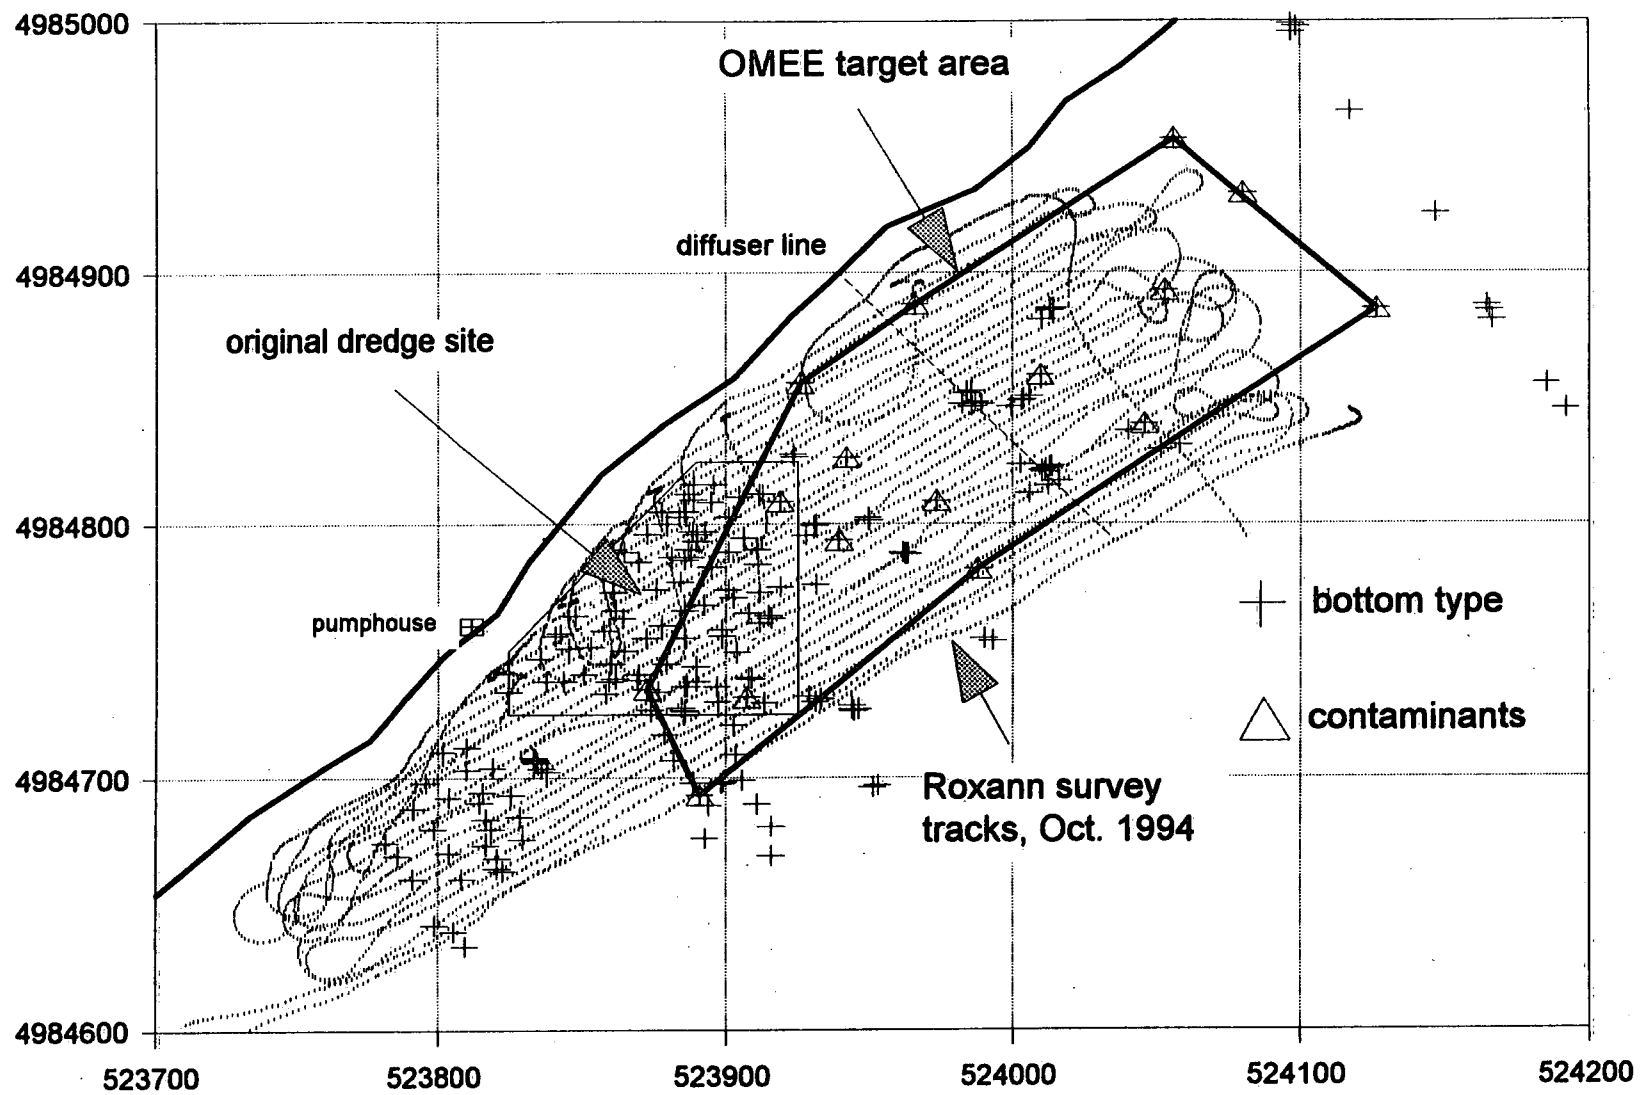 4985000
OMEE target area
diffuser line
4984900
original dredge site
4984800
bottom type
pumphouse
contaminants
4984700
Roxann survey
tracks, Oct. 1994
4984600
523700 523800 523900 524000 524100 524200